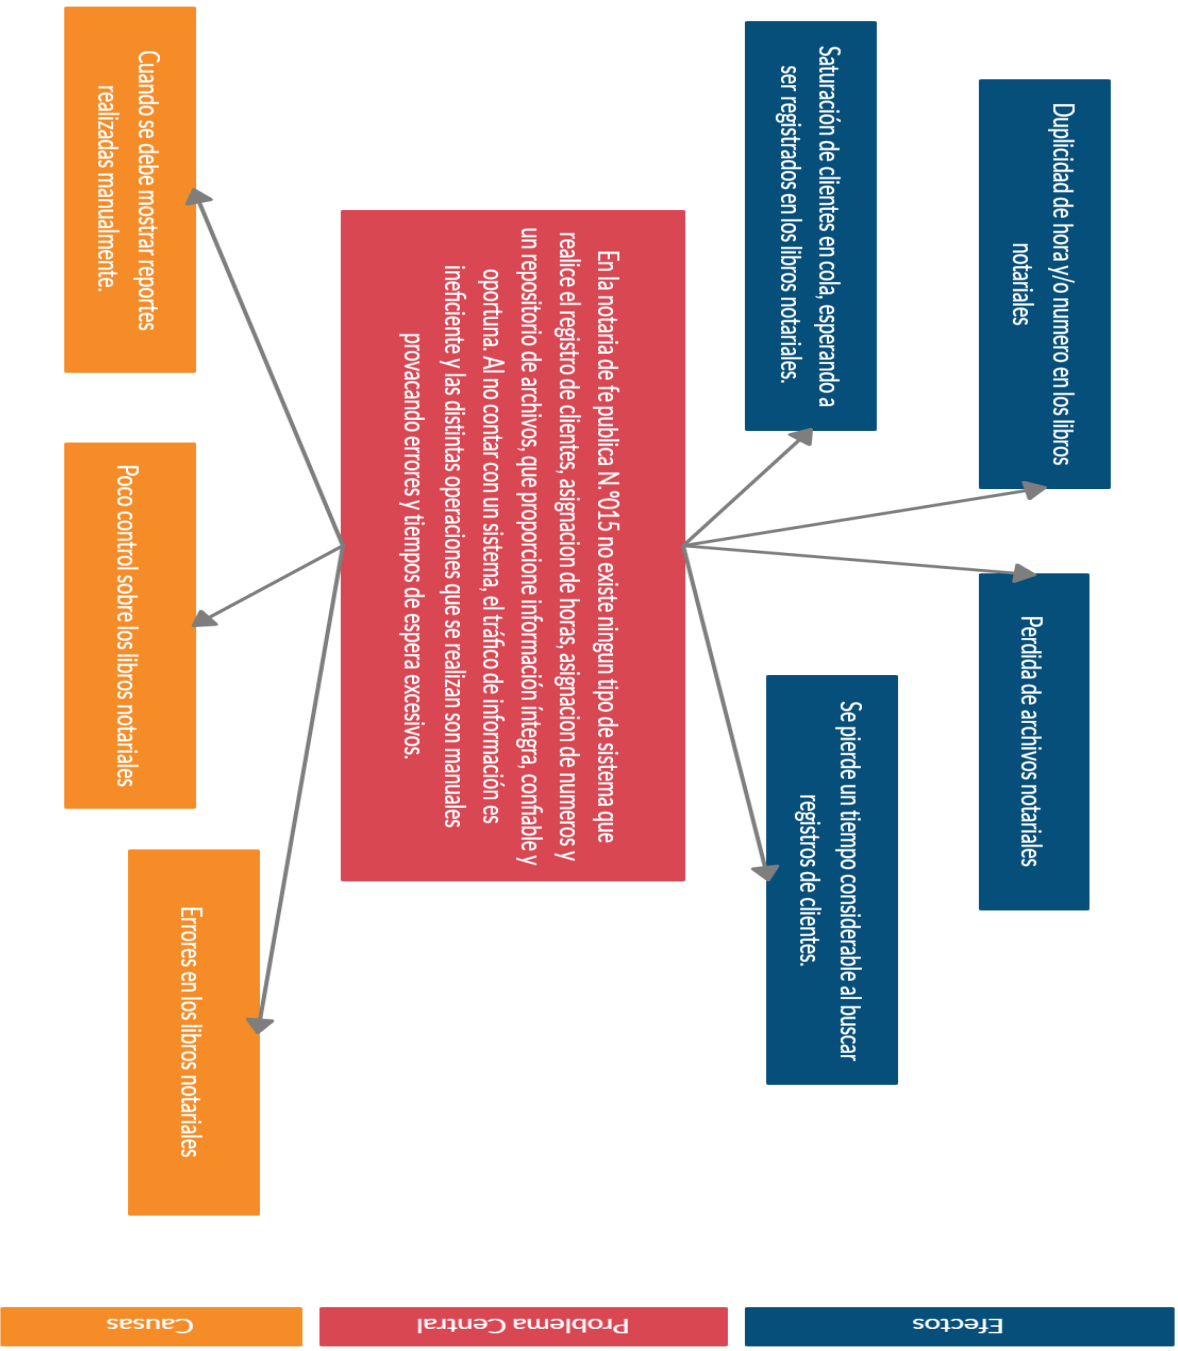 Duplicidad de hora y/o numero en los libros
notariales
Perdida de archivos notariales
Saturación de clientes en cola, esperando a
ser registrados en los libros notariales.
Se pierde un tiempo considerable al buscar
registros de clientes.
En la notaria de fe publica N.º015 no existe ningun tipo de sistema que
realice el registro de clientes, asignacion de horas, asignacion de numeros y
un repositorio de archivos, que proporcione información íntegra, confiable y
oportuna. Al no contar con un sistema, el tráfico de información es
ineficiente y las distintas operaciones que se realizan son manuales
provacando errores y tiempos de espera excesivos.
Cuando se debe mostrar reportes
realizadas manualmente.
Poco control sobre los libros notariales
Errores en los libros notariales
Efectos
Problema Central
Causas